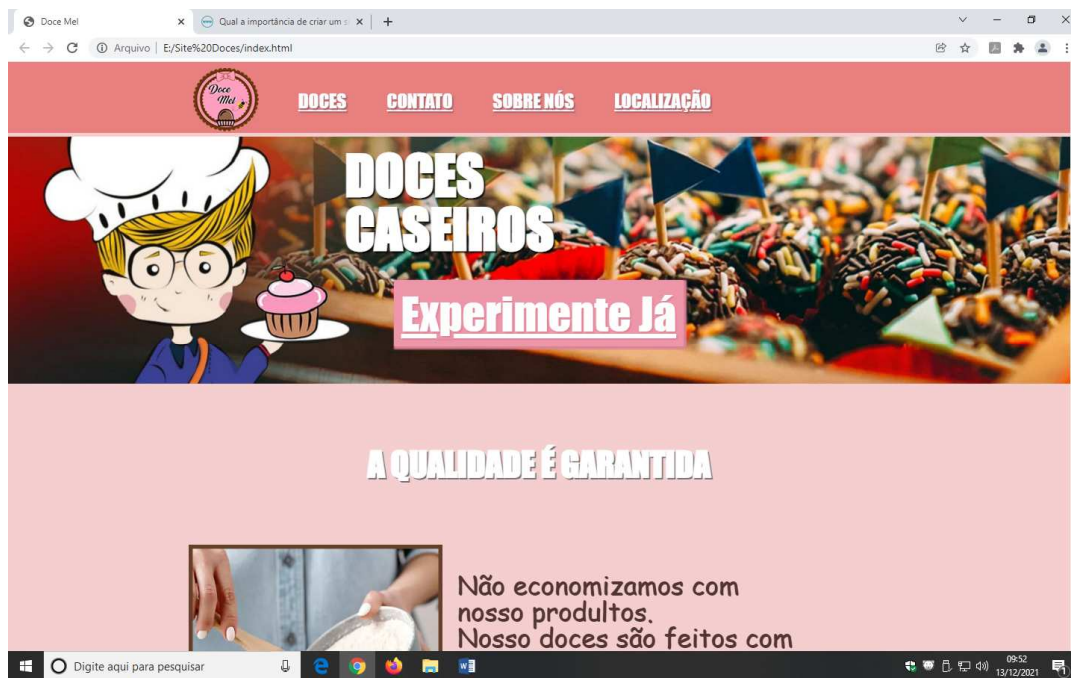 Doce Mel
Qual a importância de criar um s
Arquivo | E:/Site%20Doces/index.html
Doce
Mel
DOCES CONTATO SOBRE NÓS LOCALIZAÇÃO
DOCES
CASEIROS
Experimente Já
A QUALIDADE É GARANTIDA
Não economizamos com
nosso produltos.
Nosso doces são feitos com
Digite aqui para pesquisar
09:52
13/12/2021